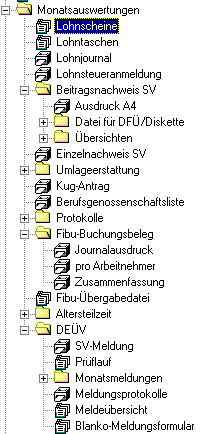 Monatsauswertungen
Lohnscheine
Lohntaschen
Lohnjournal
Lohnsteueranmeldung
Beitragsnachweis SV
Ausdruck A4
Datei für DFÜ/Diskette
Übersichten
Einzelnachweis SV
Umlageerstattung
Kug-Antrag
Berufsgenossenschaftsliste
Protokolle
Fibu-Buchungsbeleg
Journalausdruck
pro Arbeitnehmer
Zusammenfassung
Fibu-Übergabedatei
Altersteilzeit
DEÜV
SV-Meldung
Prüflauf
Monatsmeldungen
Meldungsprotokolle
Meldeübersicht
Blanko-Meldungsformular